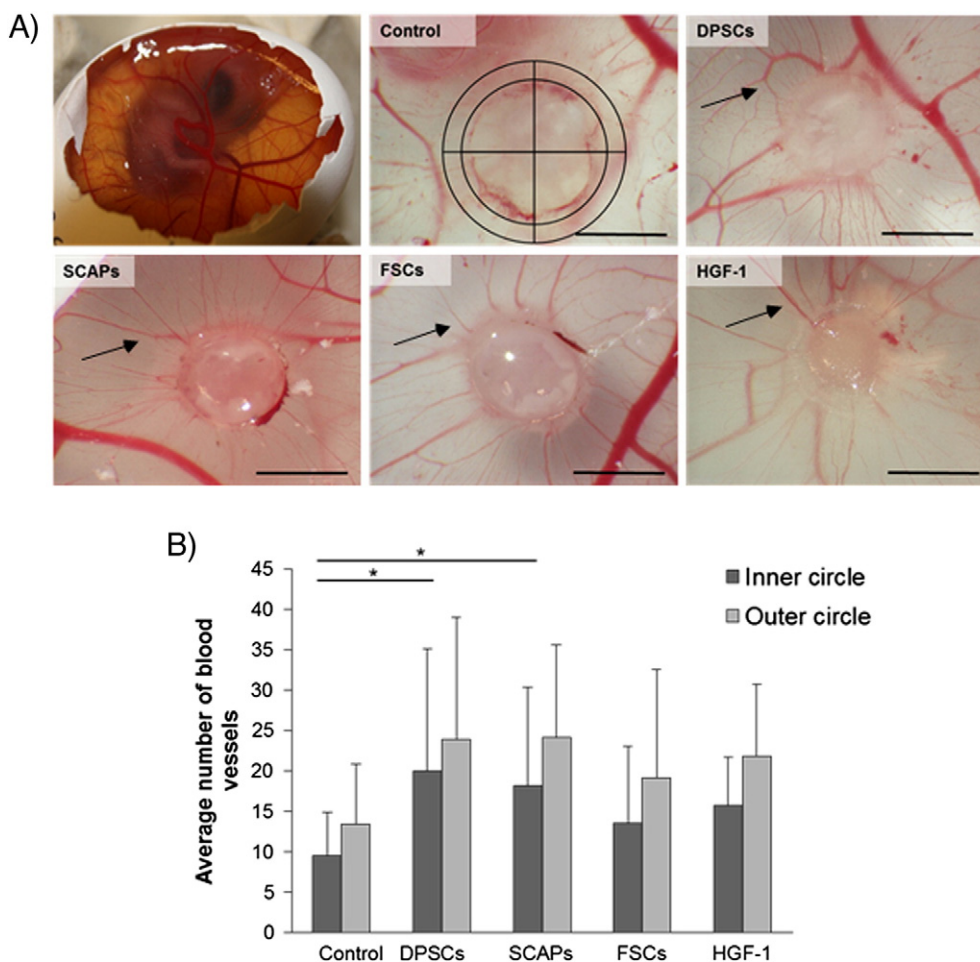 A)
Control
DPSCs
SCAPs
FSCs
HGF-1
B)
*
*
45
40
35
30
25
20
15
10
5
0
Average number of blood
vessels
Inner circle
Outer circle
Control
DPSCs
SCAPs
FSCs
HGF-1